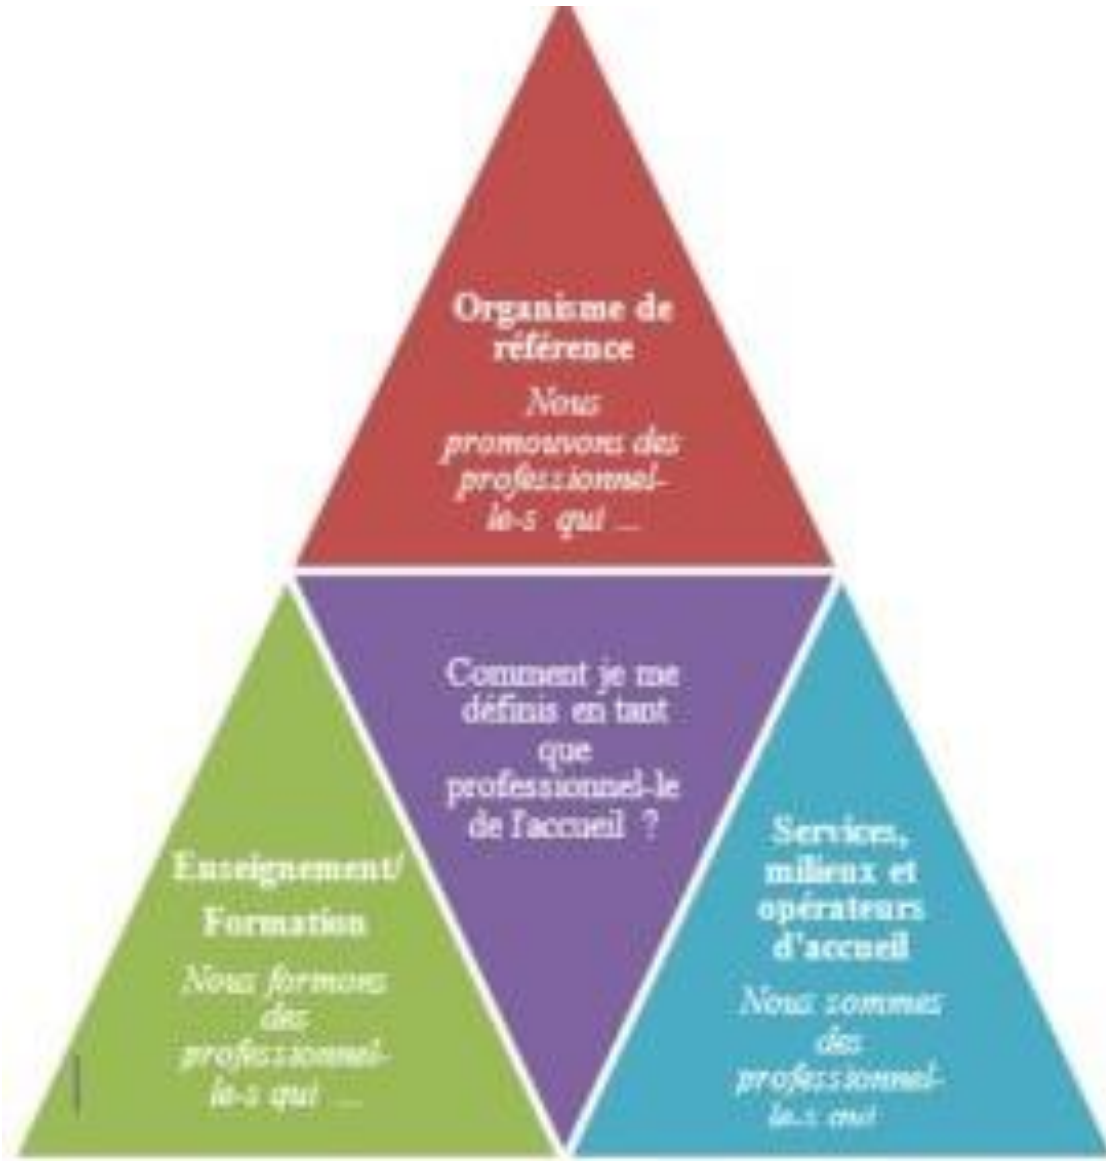 Organisme de
référence
Nous
promouvons des
professionnel-
le-s qui ...
Comment je me
définis en tant
que
professionnel-le
de l'accueil ?
Enseignement/
Formation
Nous formons
des
professionnel-
le-s qui ...
Services,
milieux et
opérateurs
d'accueil
Nous sommes
des
professionnel-
le-s qui